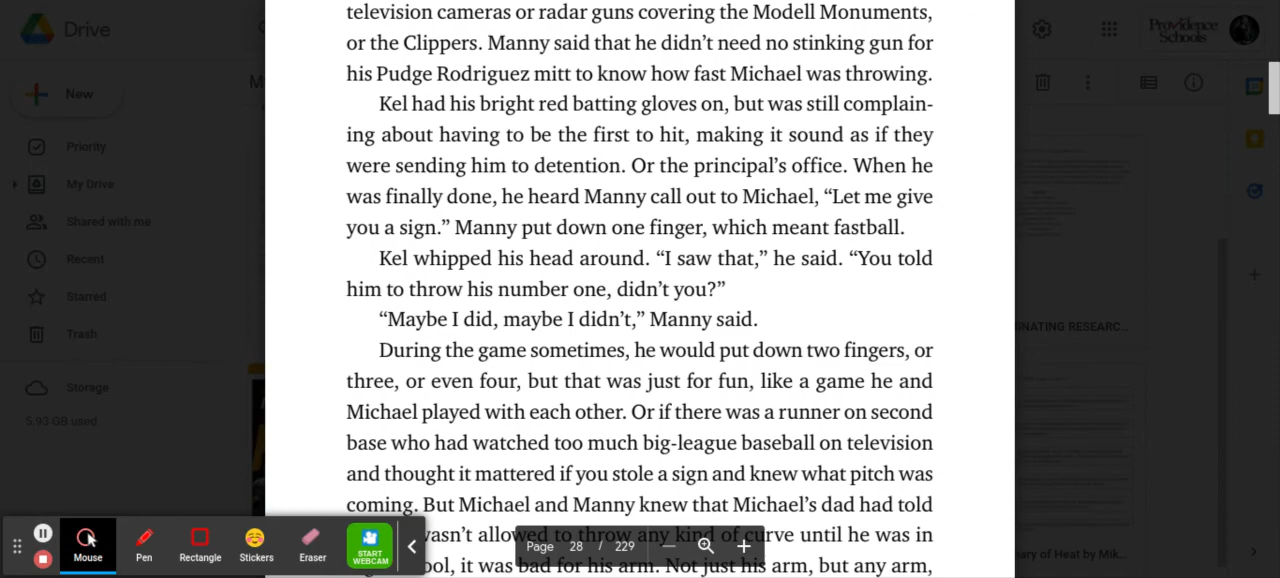 television cameras or radar guns covering the Modell Monuments,
or the Clippers. Manny said that he didn’t need no stinking gun for
his Pudge Rodriguez mitt to know how fast Michael was throwing.
Kel had his bright red batting gloves on, but was still complain-
ing about having to be the first to hit, making it sound as if they
were sending him to detention. Or the principal’s office. When he
was finally done, he heard Manny call out to Michael, “Let me give
you a sign.” Manny put down one finger, which meant fastball.
Kel whipped his head around. “I saw that,” he said. “You told
him to throw his number one, didn’t you?”
“Maybe I did, maybe I didn’t,” Manny said.
During the game sometimes, he would put down two fingers, or
three, or even four, but that was just for fun, like a game he and
Michael played with each other. Or if there was a runner on second
base who had watched too much big-league baseball on television
and thought it mattered if you stole a sign and knew what pitch was
coming. But Michael and Manny knew that Michael’s dad had told
wasn’t allowed to throw any kind of curve until he was in
ool, it was bad for his arm. Not just his arm, but any arm,
Drive
New
Priority
My Drive
Shared with me
Recent
Starred
Trash
Storage
5.93 GB used
Providence
Schools
M
INATING RESEARC...
ary of Heat by Mik...
Mouse
Pen
Rectangle
Stickers
Eraser
START
WEBCAM
Page 28 / 229